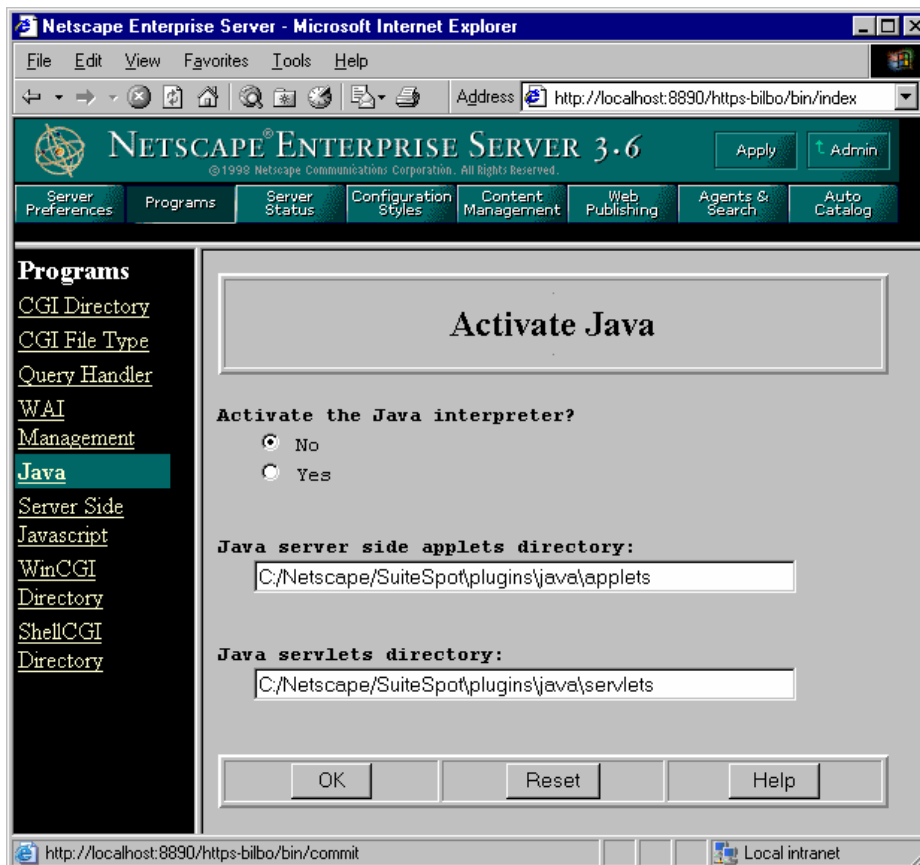 Netscape Enterprise Server - Microsoft Internet Explorer
File Edit View Favorites Tools Help
Address http://localhost:8890/https-bilbo/bin/index
NETSCAPE® ENTERPRISE SERVER 3.6
©1998 Netscape Communications Corporation. All Rights Reserved.
Apply
Admin
Server Preferences
Programs
Server Status
Configuration Styles
Content Management
Web Publishing
Agents & Search
Auto Catalog
Programs
CGI Directory
CGI File Type
Query Handler
WAI
Management
Java
Server Side
Javascript
WinCGI
Directory
ShellCGI
Directory
Activate Java
Activate the Java interpreter?
No
Yes
Java server side applets directory:
C:/Netscape/SuiteSpot\plugins\java\applets
Java servlets directory:
C:/Netscape/SuiteSpot\plugins\java\servlets
OK Reset Help
http://localhost:8890/https-bilbo/bin/commit
Local intranet